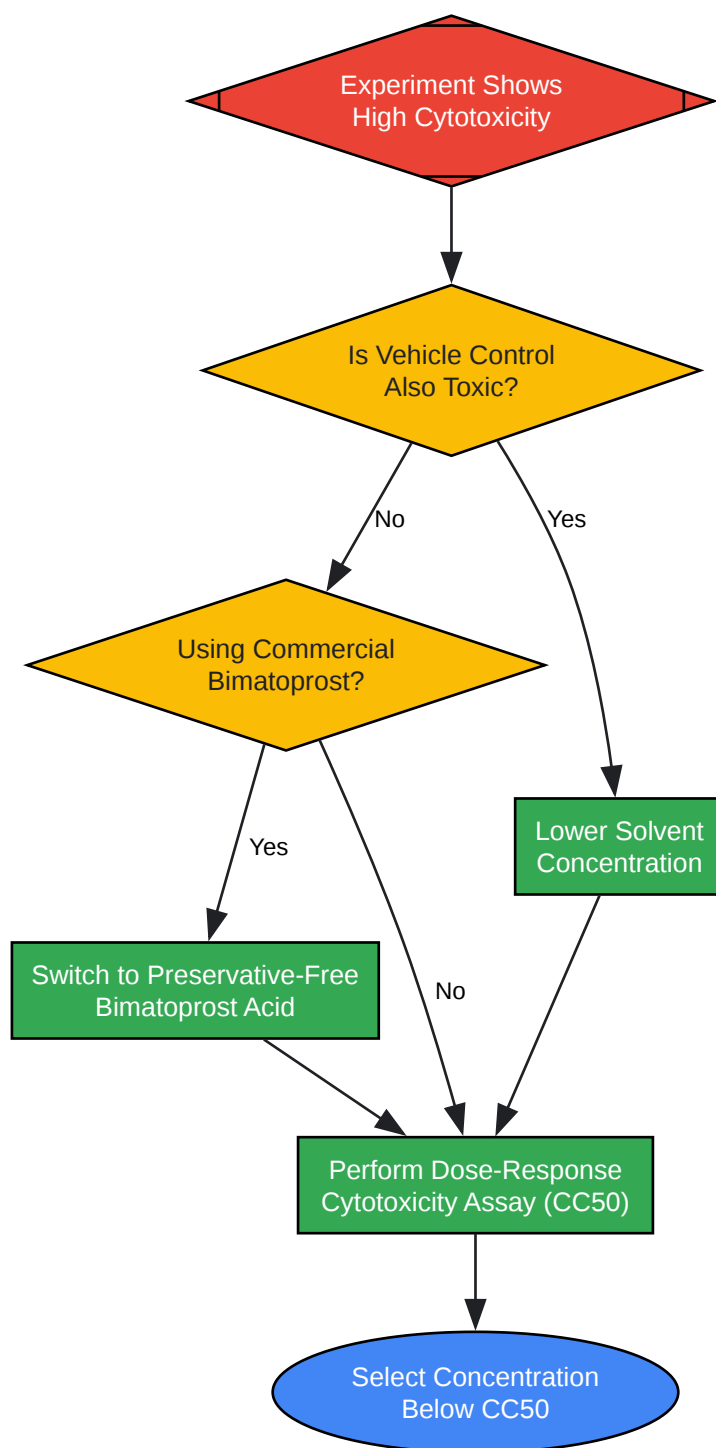 Experiment Shows
High Cytotoxicity
Is Vehicle Control
Also Toxic?
No
Yes
Using Commercial
Bimatoprost?
Lower Solvent
Concentration
Yes
Switch to Preservative-Free
Bimatoprost Acid
No
Perform Dose-Response
Cytotoxicity Assay (CC50)
Select Concentration
Below CC50